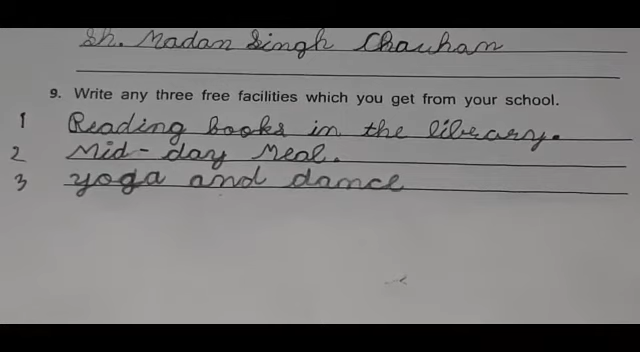 Sh. Madan Singh Chauhan
9. Write any three free facilities which you get from your school.
1 Reading books in the library.
2 Mid-day Meal.
3 yoga and dance